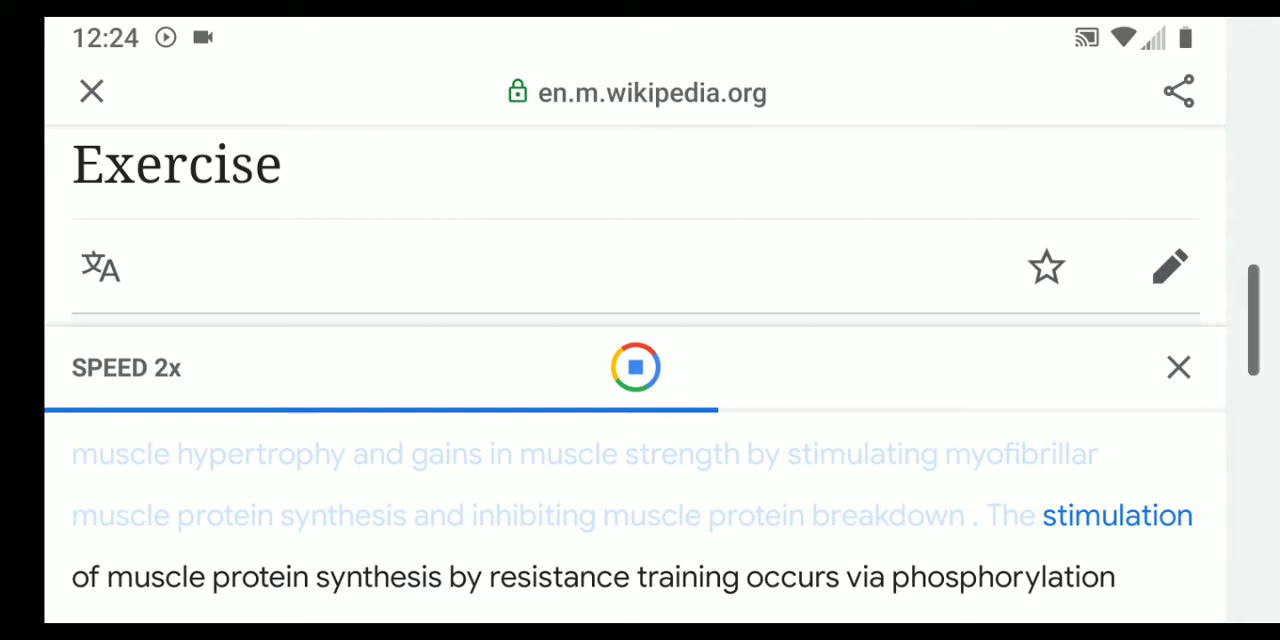 12:24
en.m.wikipedia.org
Exercise
文A
SPEED 2x
muscle hypertrophy and gains in muscle strength by stimulating myofibrillar
muscle protein synthesis and inhibiting muscle protein breakdown . The stimulation
of muscle protein synthesis by resistance training occurs via phosphorylation